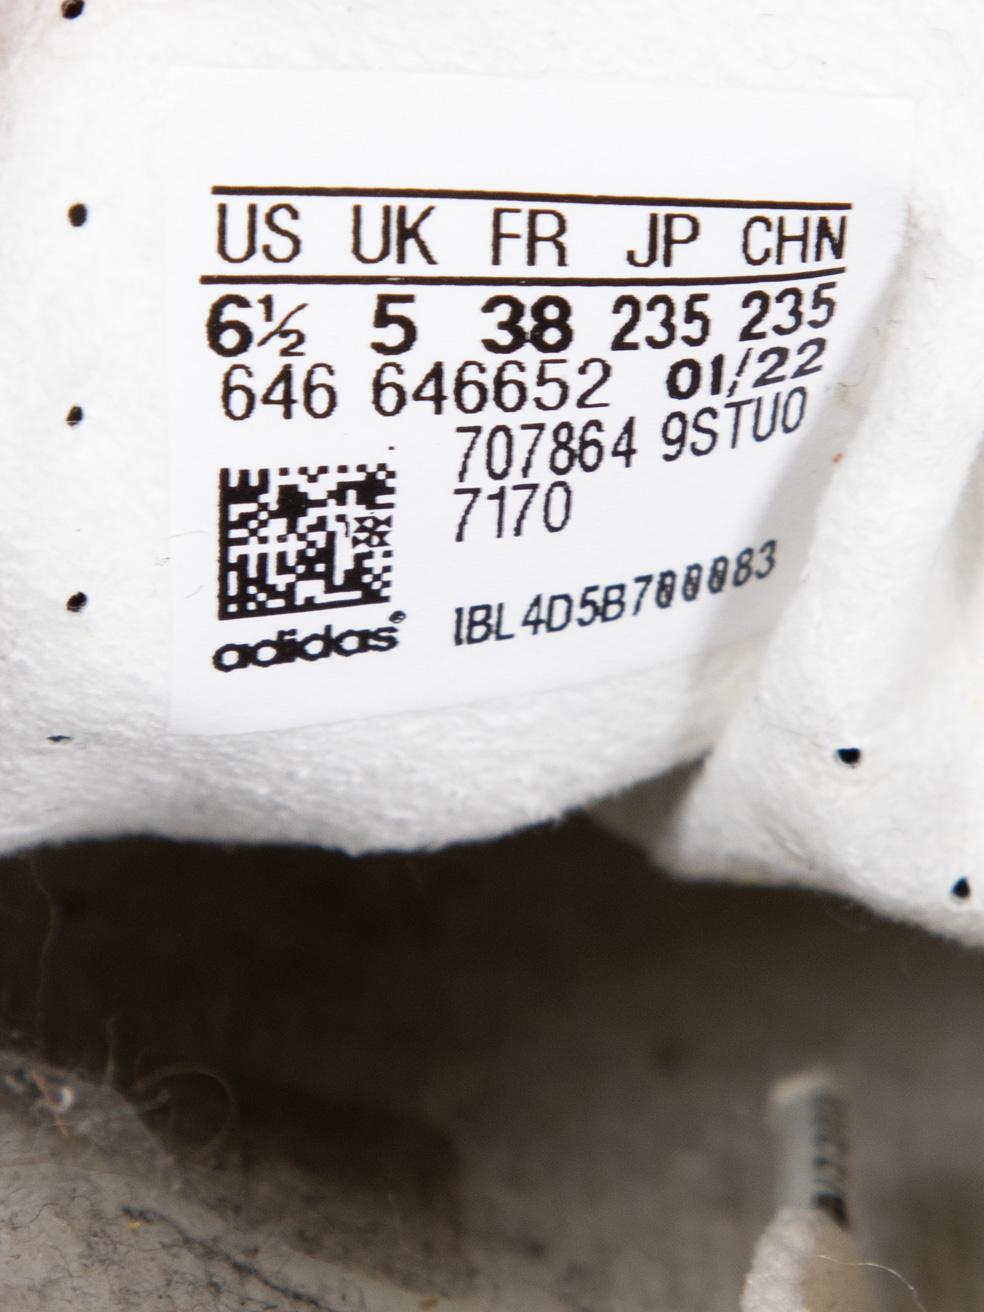 US UK FR JP CHN
6½ 5 38 235 235
646 646652 01/22
707864 9STU0
7170
1BL4D5B700083
adidas®